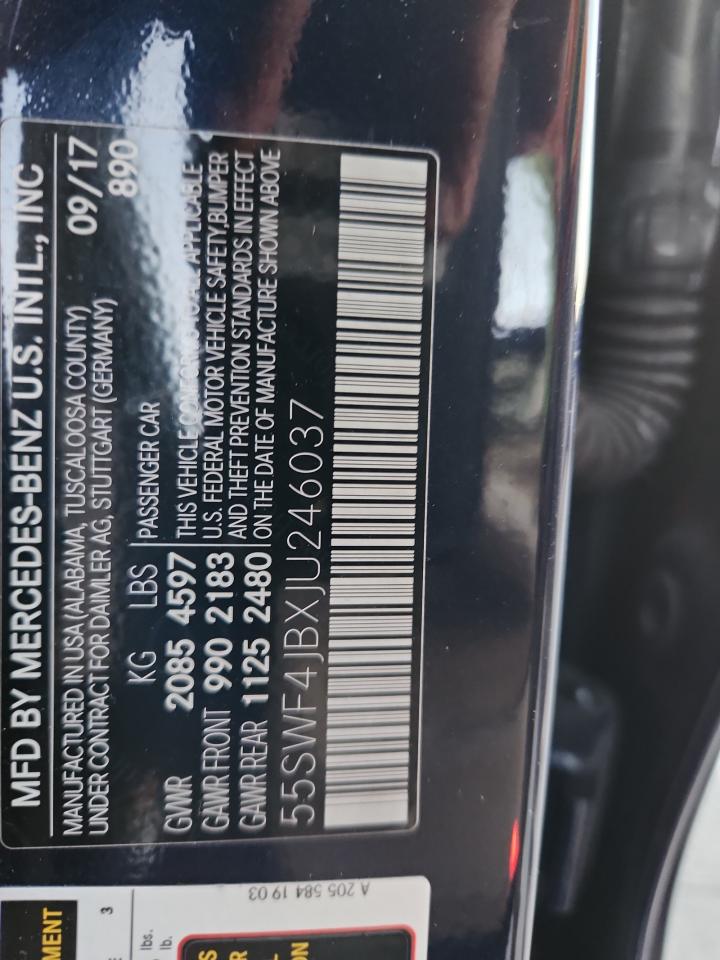 MFD BY MERCEDES-BENZ U.S. INTL., INC
MANUFACTURED IN USA (ALABAMA, TUSCALOOSA COUNTY) 09/17
UNDER CONTRACT FOR DAIMLER AG, STUTTGART (GERMANY) 890
KG LBS PASSENGER CAR
GVWR 2085 4597 THIS VEHICLE APPLICABLE
GAWR FRONT 990 2183 U.S. FEDERAL MOTOR VEHICLE SAFETY,BUMPER
GAWR REAR 1125 2480 AND THEFT PREVENTION STANDARDS IN EFFECT
ON THE DATE OF MANUFACTURE SHOWN ABOVE
55SWF4JBXJU246037
A 205 584 19 03
MENT
3
lbs.
lb.